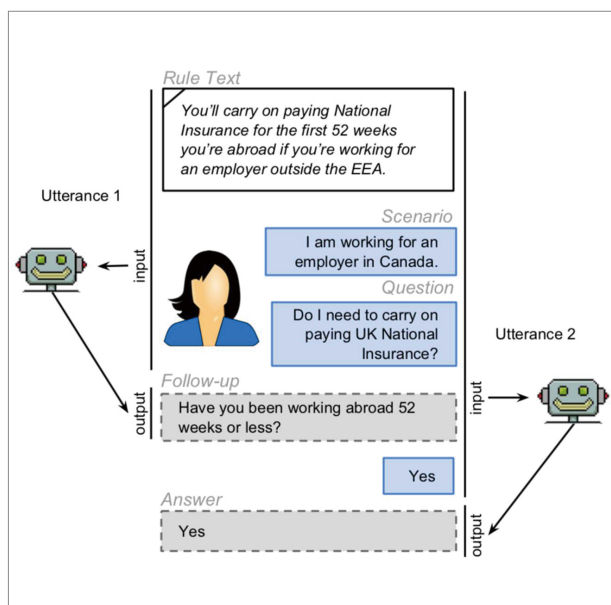 Rule Text
You'll carry on paying National
Insurance for the first 52 weeks
you're abroad if you're working for
an employer outside the EEA.
Utterance 1
input
Scenario
I am working for an
employer in Canada.
Question
Do I need to carry on
paying UK National
Insurance?
Utterance 2
Follow-up
output
Have you been working abroad 52
weeks or less?
input
Yes
Answer
Yes
output